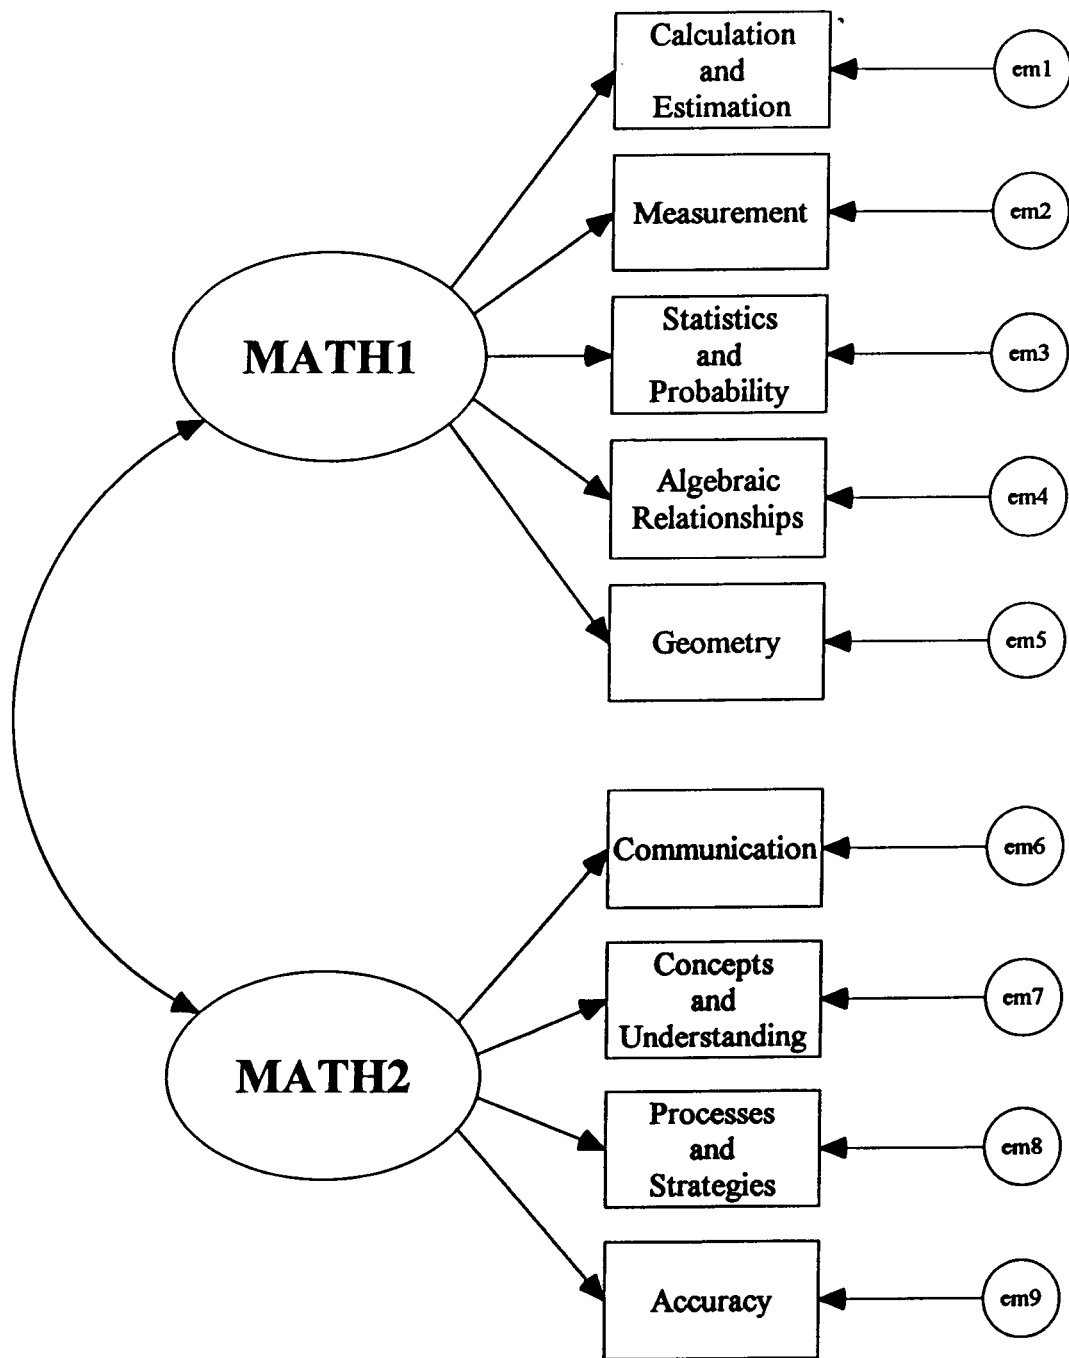 Calculation
and
Estimation
em1
Measurement
em2
Statistics
and
Probability
em3
MATH1
Algebraic
Relationships
em4
Geometry
em5
Communication
em6
Concepts
and
Understanding
em7
MATH2
Processes
and
Strategies
em8
Accuracy
em9